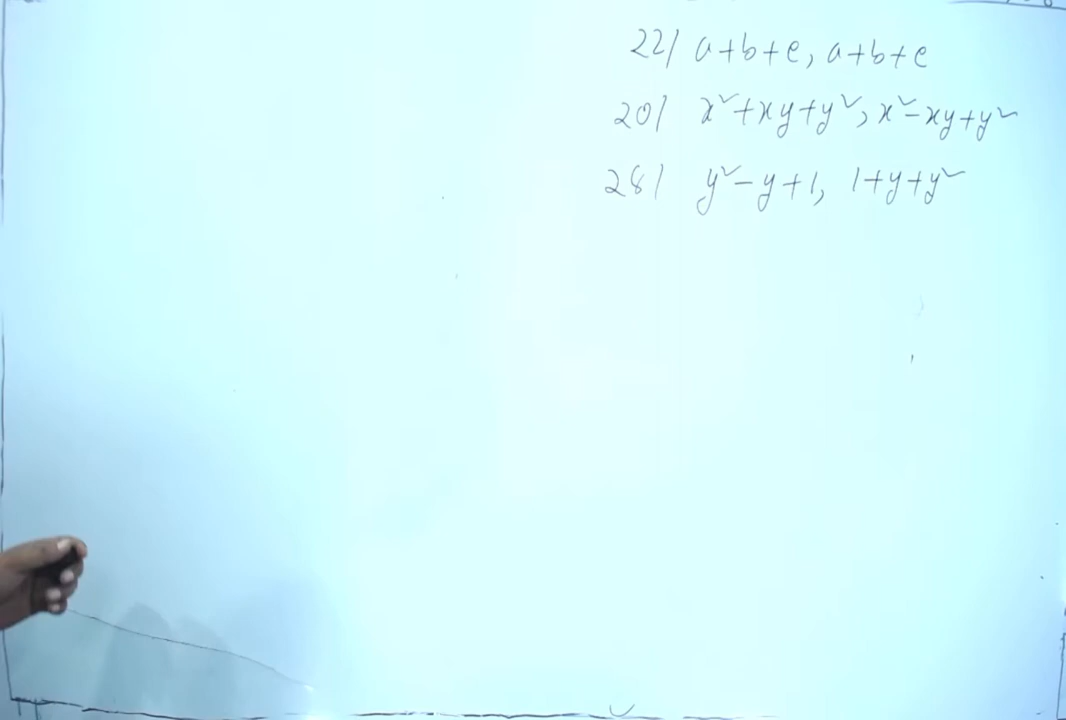 22/ a+b+c, a+b+c
20/ x²+xy+y², x²-xy+y²
28/ y²-y+1, 1+y+y²